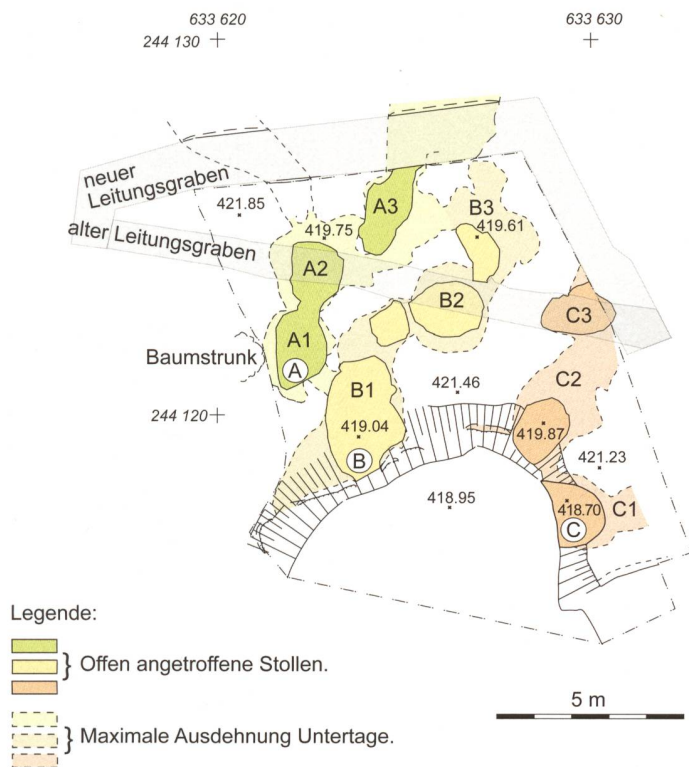 633 620
633 630
244 130
neuer
Leitungsgraben
421.85
A3
B3
alter Leitungsgraben
419.75
419.61
A2
B2
C3
A1
Baumstrunk
A
B1
421.46
C2
244 120
419.04
419.87
B
421.23
418.95
418.70
C1
C
Legende:
} Offen angetroffene Stollen.
5 m
} Maximale Ausdehnung Untertage.